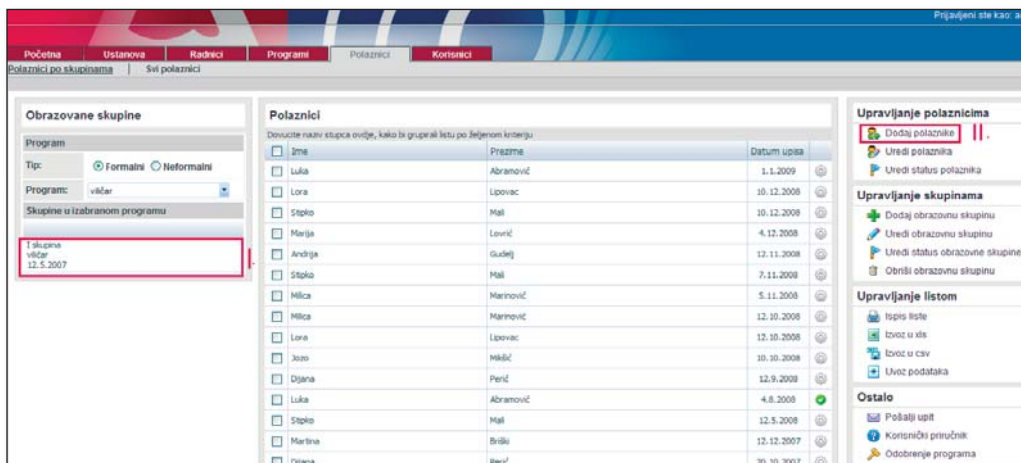 Prijavljeni ste kao:
Početna Ustanova Radnici Programi Polaznici Korisnici
Polaznici po skupinama | Svi polaznici
Obrazovane skupine
Program
Tip: Formalni Neformalni
Program: viličar
Skupine u izabranom programu
I skupina
viličar
12.5.2007
I.
Polaznici
Dovucite naziv stupca ovdje, kako bi grupirali listu po željenom kriteriju
Ime Prezime Datum upisa
Luka Abramović 1.1.2009
Lora Lipovac 10.12.2008
Stipko Mali 10.12.2008
Marija Lovrić 4.12.2008
Andrija Gudelj 12.11.2008
Stipko Mali 7.11.2008
Milica Marinović 5.11.2008
Milica Marinović 12.10.2008
Lora Lipovac 12.10.2008
Jozo Mikšić 10.10.2008
Dijana Perić 12.9.2008
Luka Abramović 4.8.2008
Stipko Mali 12.5.2008
Martina Briški 12.12.2007
Dijana Perić 20.10.2007
Upravljanje polaznicima
Dodaj polaznike II.
Uredi polaznika
Uredi status polaznika
Upravljanje skupinama
Dodaj obrazovnu skupinu
Uredi obrazovnu skupinu
Uredi status obrazovne skupine
Obriši obrazovnu skupinu
Upravljanje listom
Ispis liste
Izvoz u xls
Izvoz u csv
Uvoz podataka
Ostalo
Pošalji upit
Korisnički priručnik
Odobrenje programa